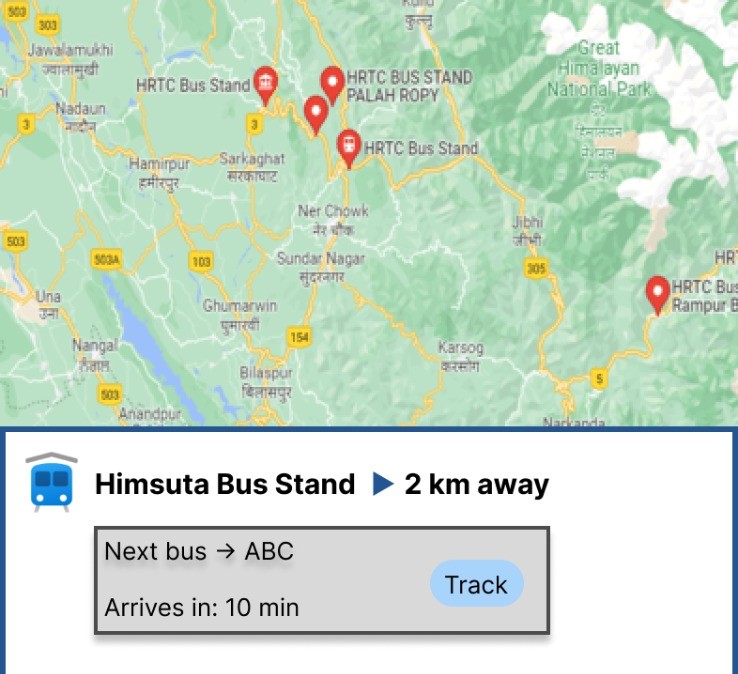 503
303
कुल्लू
Jawalamukhi
ज्वालामुखी
Great
Himalayan
National Park
ग्रेट
हिमालयन
नेशनल
पार्क
HRTC Bus Stand
HRTC BUS STAND
PALAH ROPY
Nadaun
नादौन
3
3
HRTC Bus Stand
Hamirpur
हमीरपुर
Sarkaghat
सरकाघाट
Ner Chowk
नेर चौक
Jibhi
जीभी
503
503A
103
Sundar Nagar
सुंदरनगर
305
HRTC Bus
Rampur B
Una
ऊना
Ghumarwin
घुमारवीं
154
Nangal
नंगल
Karsog
करसोग
Bilaspur
बिलासपुर
5
503
Anandpur
Narkanda
Himsuta Bus Stand ▶ 2 km away
Next bus → ABC
Track
Arrives in: 10 min